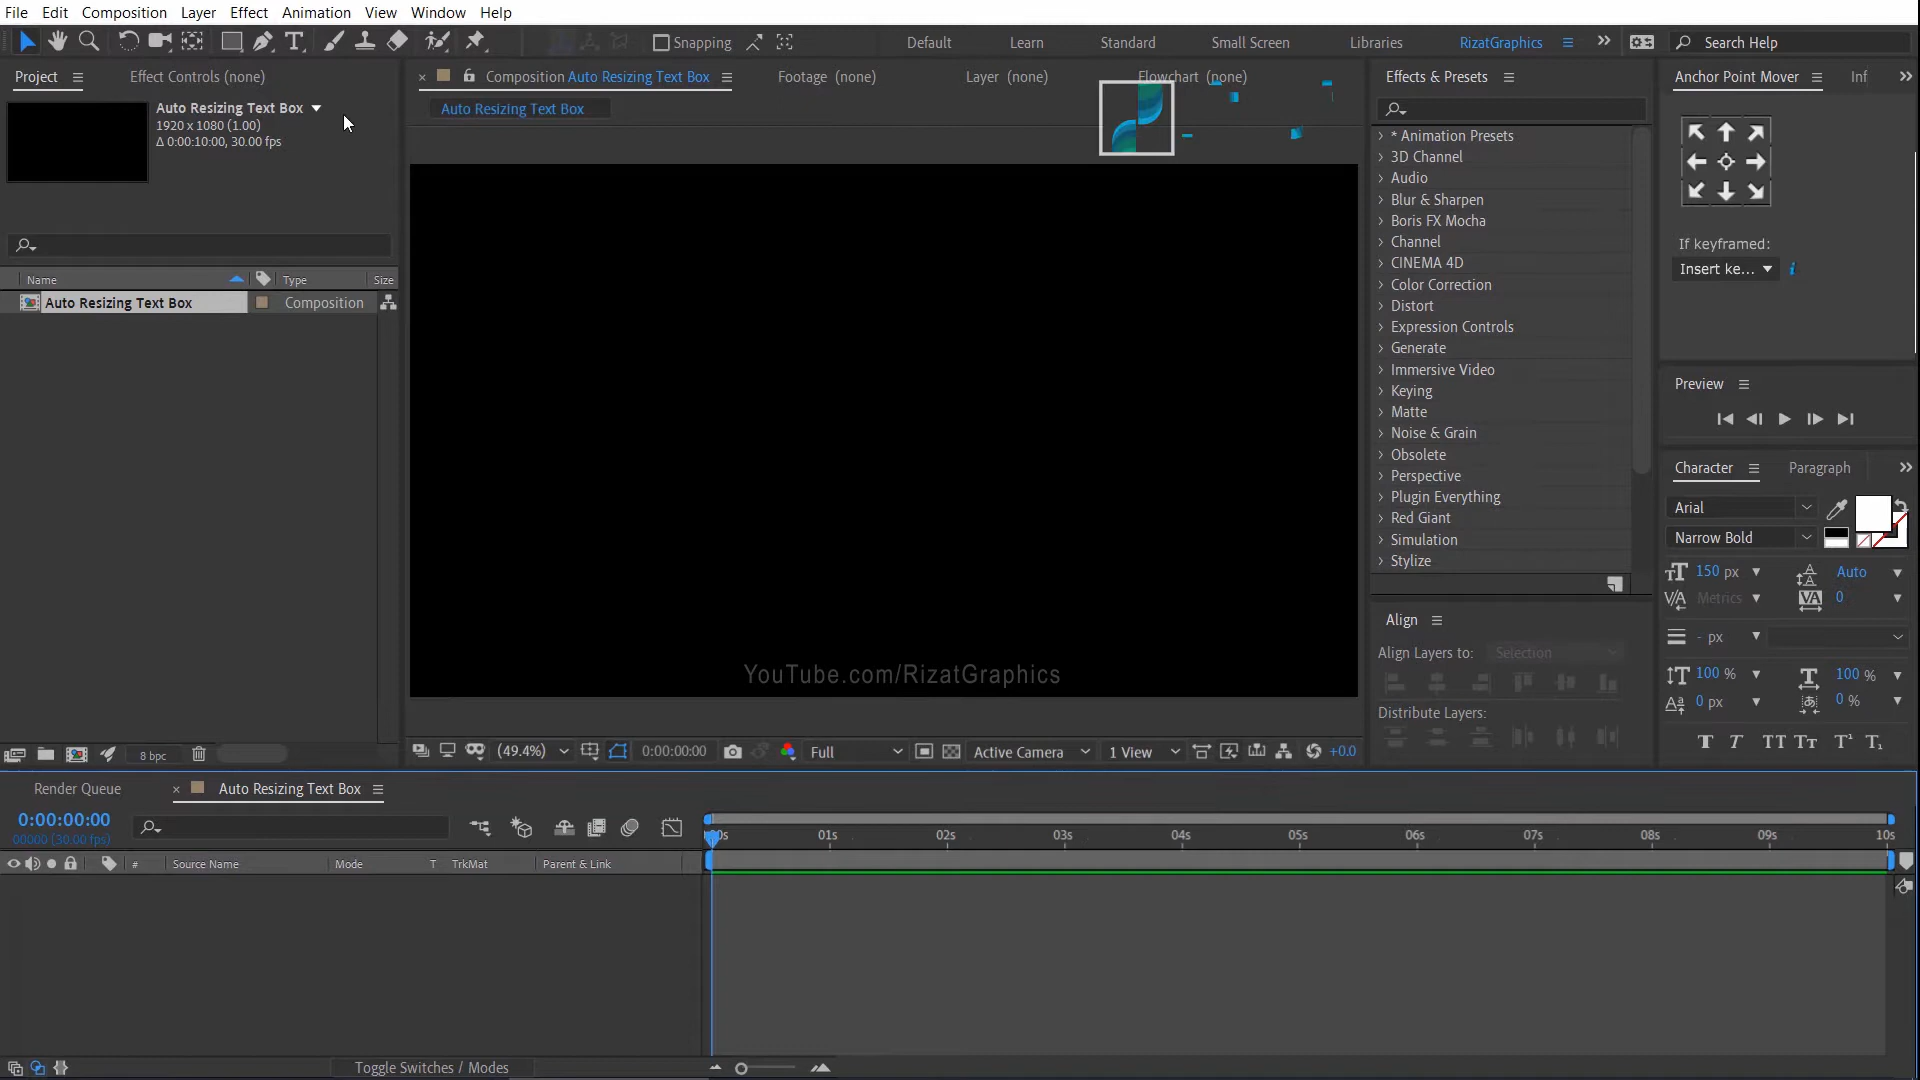 File Edit Composition Layer Effect Animation View Window Help
Snapping Default Learn Standard Small Screen Libraries RizatGraphics Search Help
Project Effect Controls (none)
Auto Resizing Text Box
1920 x 1080 (1.00)
Δ 0:00:10:00, 30.00 fps
Name Type Size
Auto Resizing Text Box Composition
8 bpc
Composition Auto Resizing Text Box Footage (none) Layer (none) Flowchart (none)
Auto Resizing Text Box
YouTube.com/RizatGraphics
(49.4%) 0:00:00:00 Full Active Camera 1 View +0.0
Effects & Presets
* Animation Presets
3D Channel
Audio
Blur & Sharpen
Boris FX Mocha
Channel
CINEMA 4D
Color Correction
Distort
Expression Controls
Generate
Immersive Video
Keying
Matte
Noise & Grain
Obsolete
Perspective
Plugin Everything
Red Giant
Simulation
Stylize
Align
Align Layers to: Selection
Distribute Layers:
Anchor Point Mover Inf
If keyframed:
Insert ke...
Preview
Character Paragraph
Arial
Narrow Bold
150 px Auto
Metrics 0
- px
100 % 100 %
0 px 0 %
Render Queue Auto Resizing Text Box
0:00:00:00
00000 (30.00 fps)
00s 01s 02s 03s 04s 05s 06s 07s 08s 09s 10s
# Source Name Mode T TrkMat Parent & Link
Toggle Switches / Modes